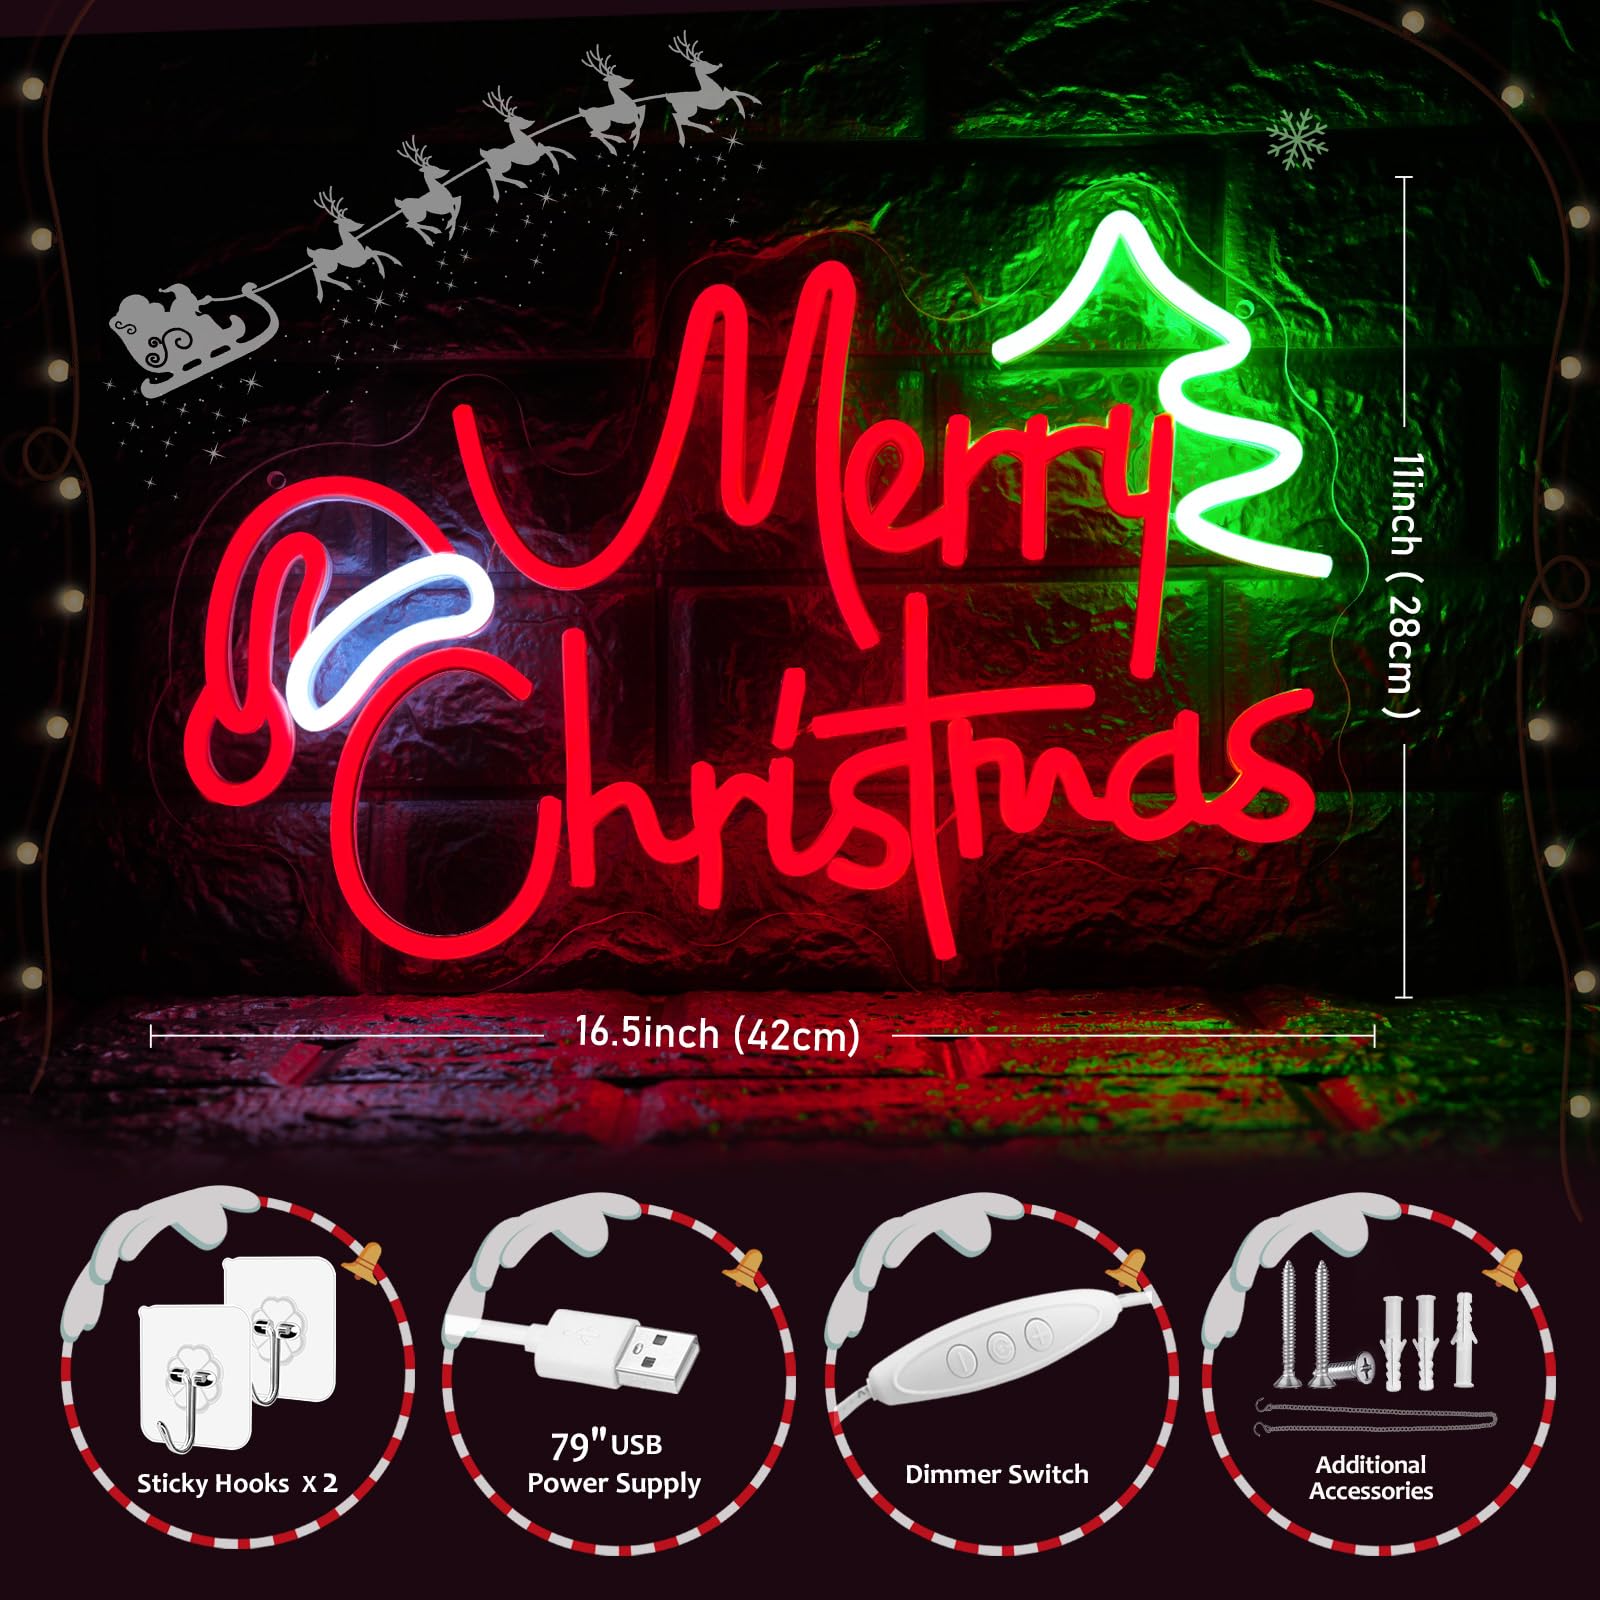 Merry
Christmas
11inch ( 28cm )
16.5inch (42cm)
Sticky Hooks x 2
79" USB
Power Supply
Dimmer Switch
Additional
Accessories